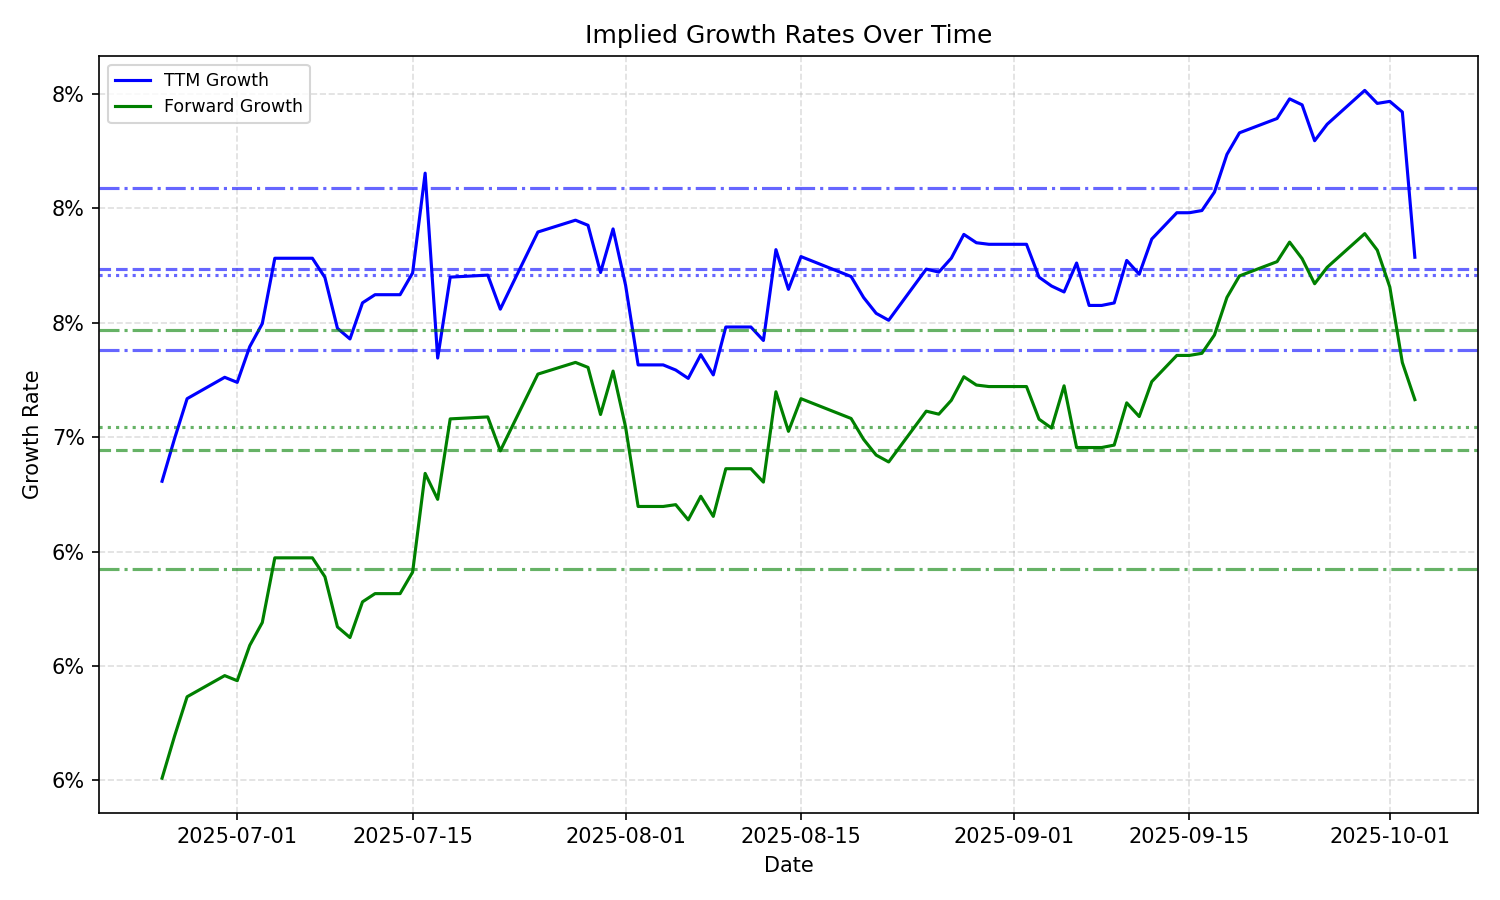 Implied Growth Rates Over Time
TTM Growth
Forward Growth
8%
8%
8%
7%
6%
6%
6%
Growth Rate
2025-07-01
2025-07-15
2025-08-01
2025-08-15
2025-09-01
2025-09-15
2025-10-01
Date